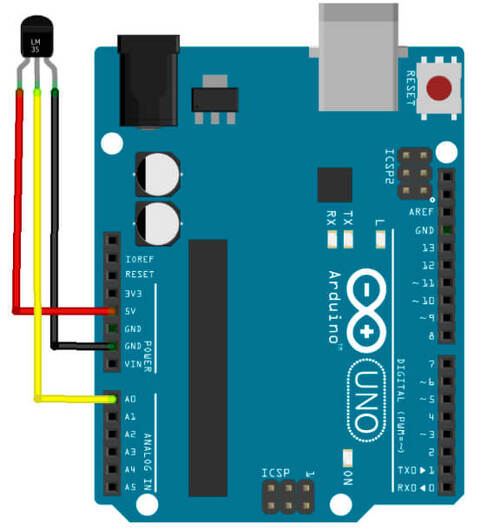 LM
35
RESET
ICSP2
AREF
GND
13
12
~11
~10
~9
8
7
~6
~5
4
~3
2
TX0▶1
RX0◀0
DIGITAL (PWM=~)
RX
TX
L
Arduino™
UNO
ON
ICSP
1
IOREF
RESET
3V3
5V
GND
GND
VIN
POWER
A0
A1
A2
A3
A4
A5
ANALOG IN